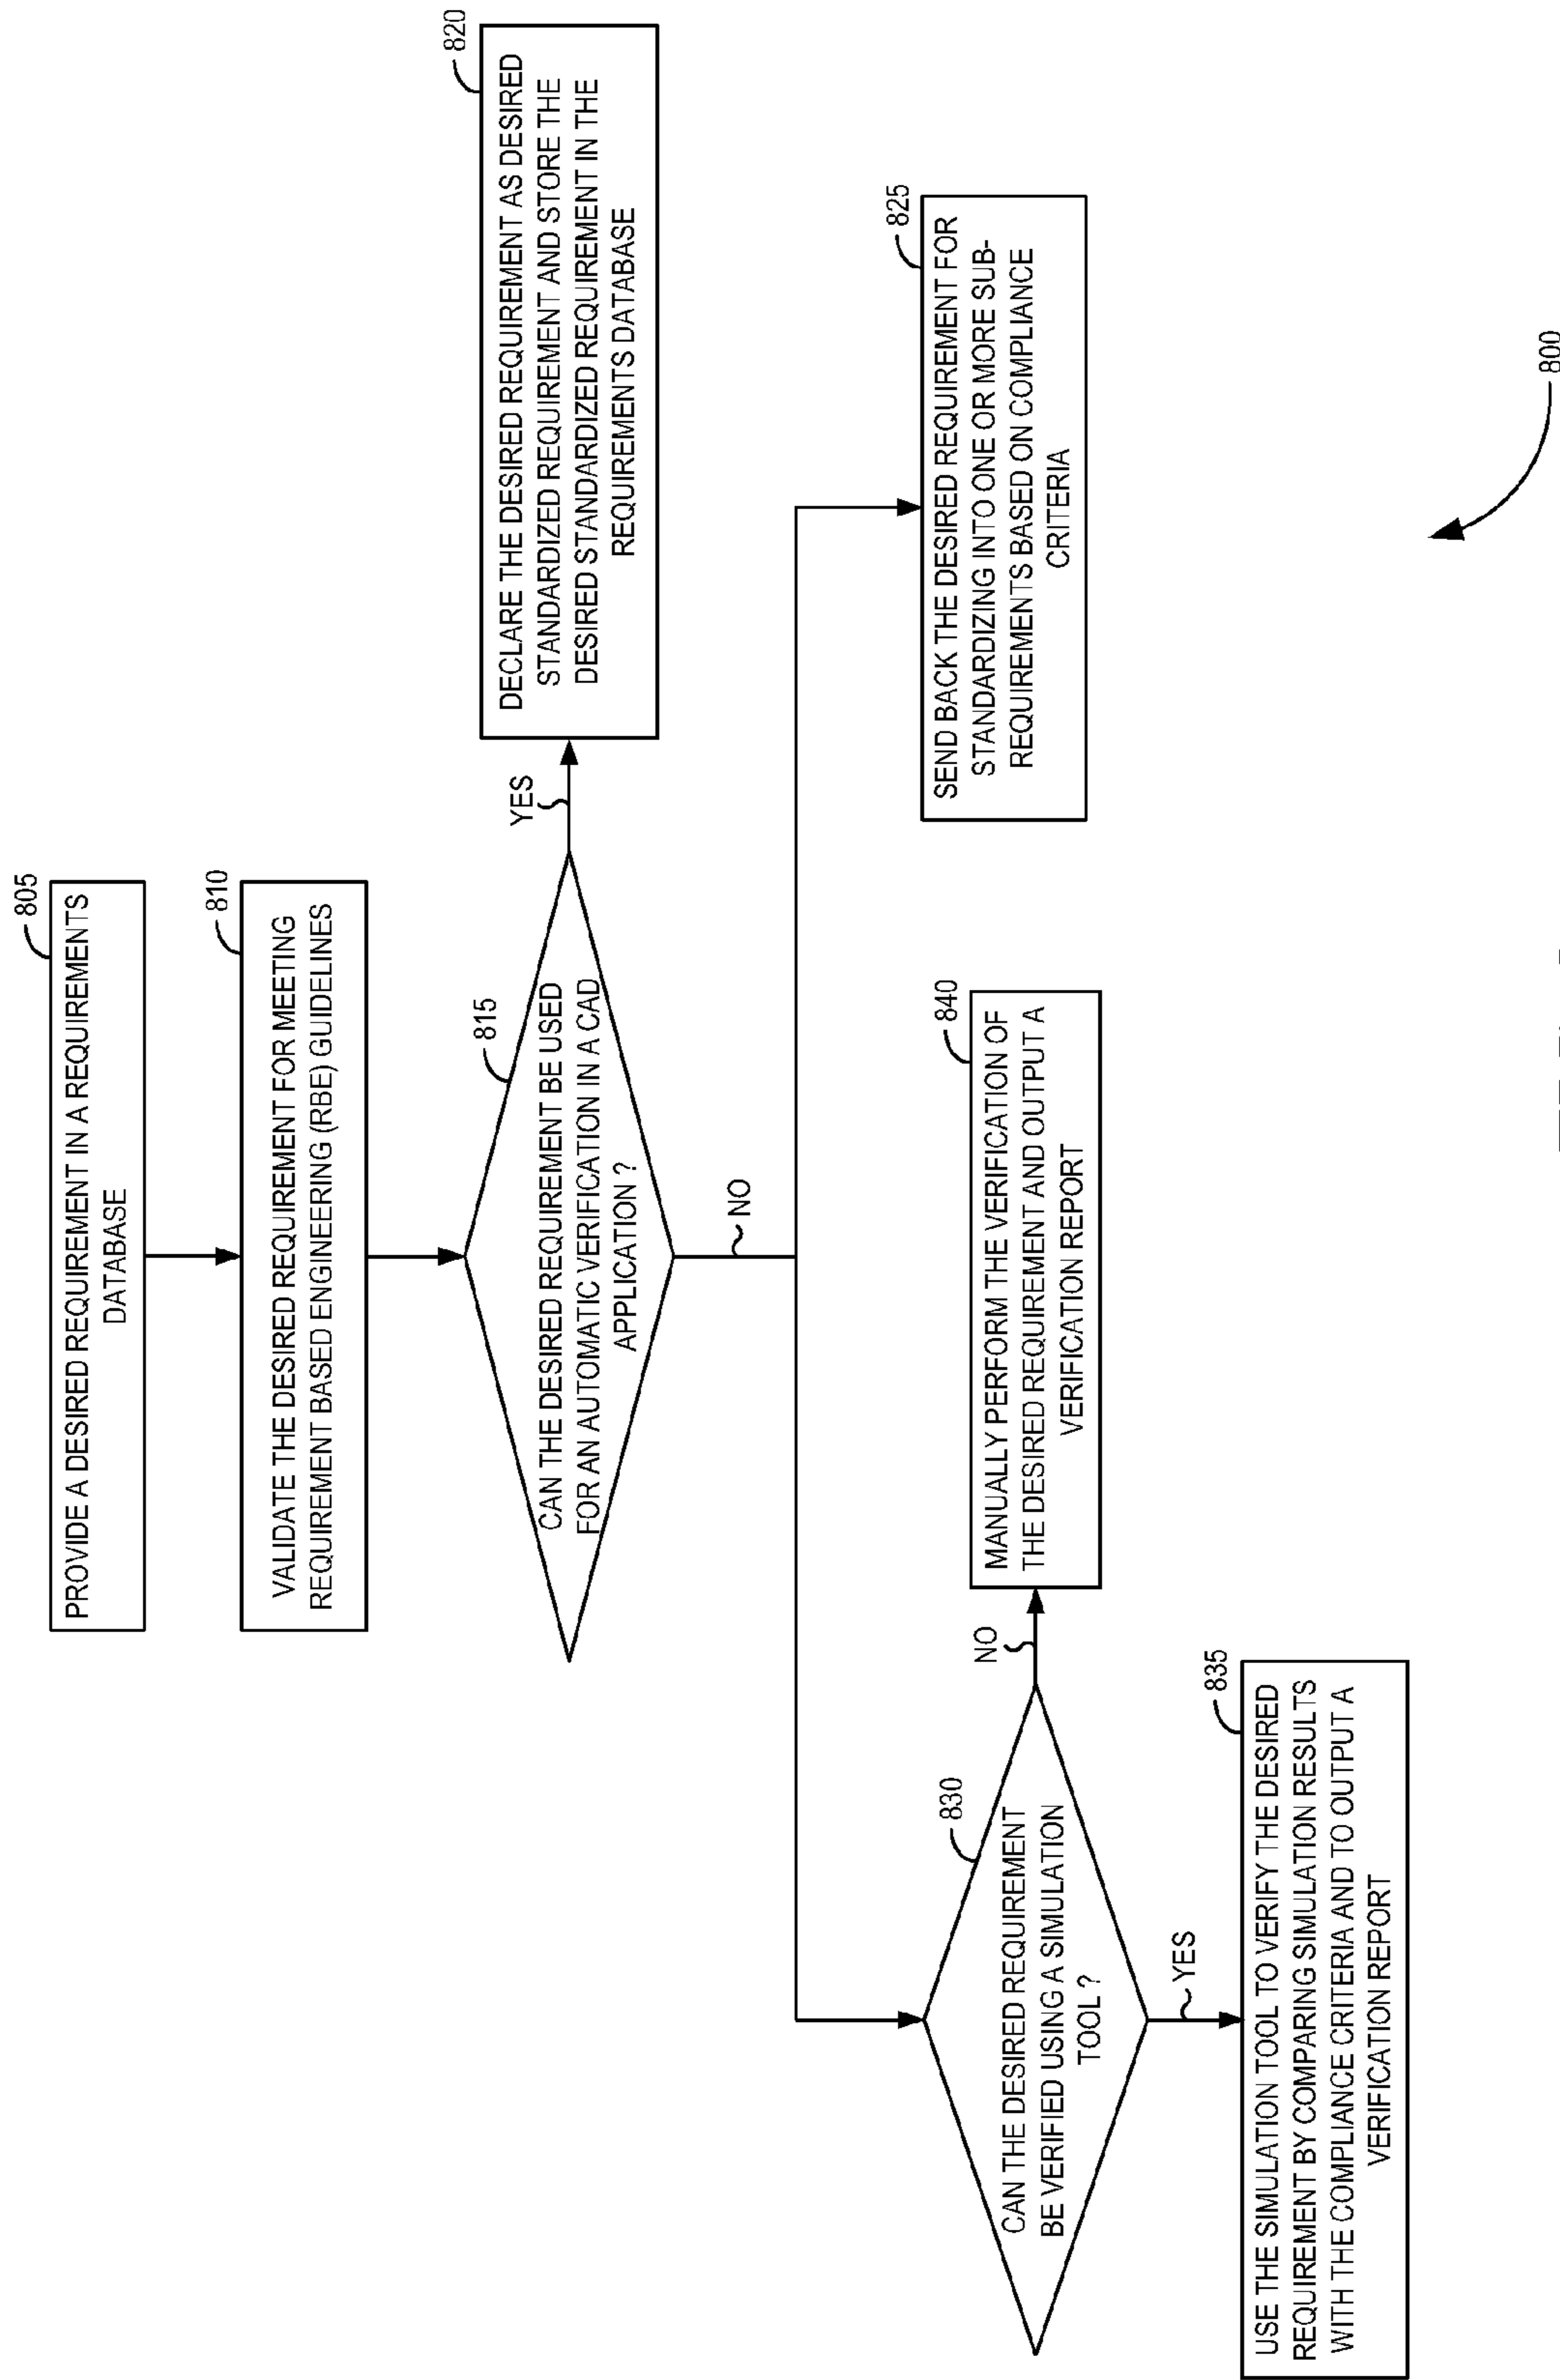 805
PROVIDE A DESIRED REQUIREMENT IN A REQUIREMENTS
DATABASE
810
VALIDATE THE DESIRED REQUIREMENT FOR MEETING
REQUIREMENT BASED ENGINEERING (RBE) GUIDELINES
815
CAN THE DESIRED REQUIREMENT BE USED
FOR AN AUTOMATIC VERIFICATION IN A CAD
APPLICATION ?
YES
820
DECLARE THE DESIRED REQUIREMENT AS DESIRED
STANDARDIZED REQUIREMENT AND STORE THE
DESIRED STANDARDIZED REQUIREMENT IN THE
REQUIREMENTS DATABASE
NO
825
SEND BACK THE DESIRED REQUIREMENT FOR
STANDARDIZING INTO ONE OR MORE SUB-
REQUIREMENTS BASED ON COMPLIANCE
CRITERIA
830
CAN THE DESIRED REQUIREMENT
BE VERIFIED USING A SIMULATION
TOOL ?
NO
840
MANUALLY PERFORM THE VERIFICATION OF
THE DESIRED REQUIREMENT AND OUTPUT A
VERIFICATION REPORT
YES
835
USE THE SIMULATION TOOL TO VERIFY THE DESIRED
REQUIREMENT BY COMPARING SIMULATION RESULTS
WITH THE COMPLIANCE CRITERIA AND TO OUTPUT A
VERIFICATION REPORT
800